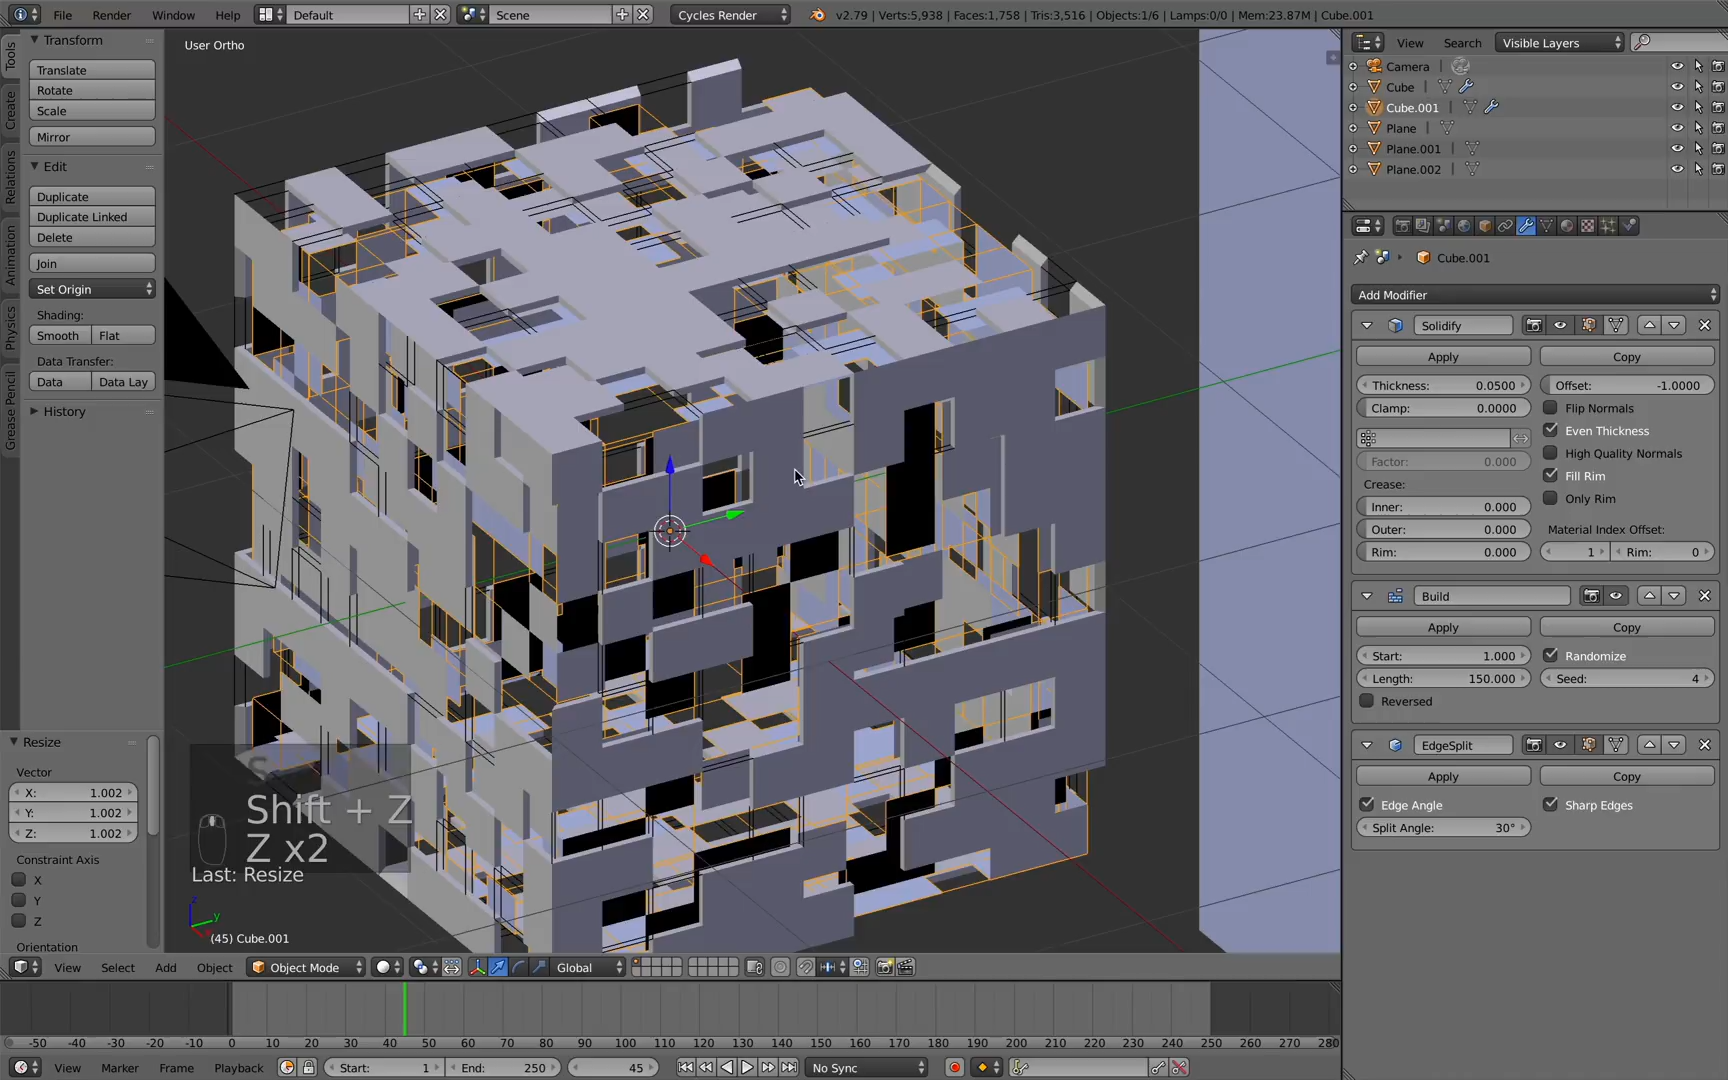 File Render Window Help Default Scene Cycles Render v2.79 | Verts:5,938 | Faces:1,758 | Tris:3,516 | Objects:1/6 | Lamps:0/0 | Mem:23.87M | Cube.001
Tools
Create
Relations
Animation
Physics
Grease Pencil
Transform
Translate
Rotate
Scale
Mirror
Edit
Duplicate
Duplicate Linked
Delete
Join
Set Origin
Shading:
Smooth Flat
Data Transfer:
Data Data Lay
History
Resize
Vector
X: 1.002
Y: 1.002
Z: 1.002
Constraint Axis
X
Y
Z
Orientation
User Ortho
S
Shift + Z
Z x2
Last: Resize
z
y
(45) Cube.001
View Select Add Object Object Mode Global
-50 -40 -30 -20 -10 0 10 20 30 40 50 60 70 80 90 100 110 120 130 140 150 160 170 180 190 200 210 220 230 240 250 260 270 280
View Marker Frame Playback Start: 1 End: 250 45 No Sync
View Search Visible Layers
Camera
Cube
Cube.001
Plane
Plane.001
Plane.002
Cube.001
Add Modifier
Solidify
Apply Copy
Thickness: 0.0500 Offset: -1.0000
Clamp: 0.0000 Flip Normals
Even Thickness
Factor: 0.000 High Quality Normals
Crease: Fill Rim
Inner: 0.000 Only Rim
Outer: 0.000 Material Index Offset:
Rim: 0.000 1 Rim: 0
Build
Apply Copy
Start: 1.000 Randomize
Length: 150.000 Seed: 4
Reversed
EdgeSplit
Apply Copy
Edge Angle Sharp Edges
Split Angle: 30°